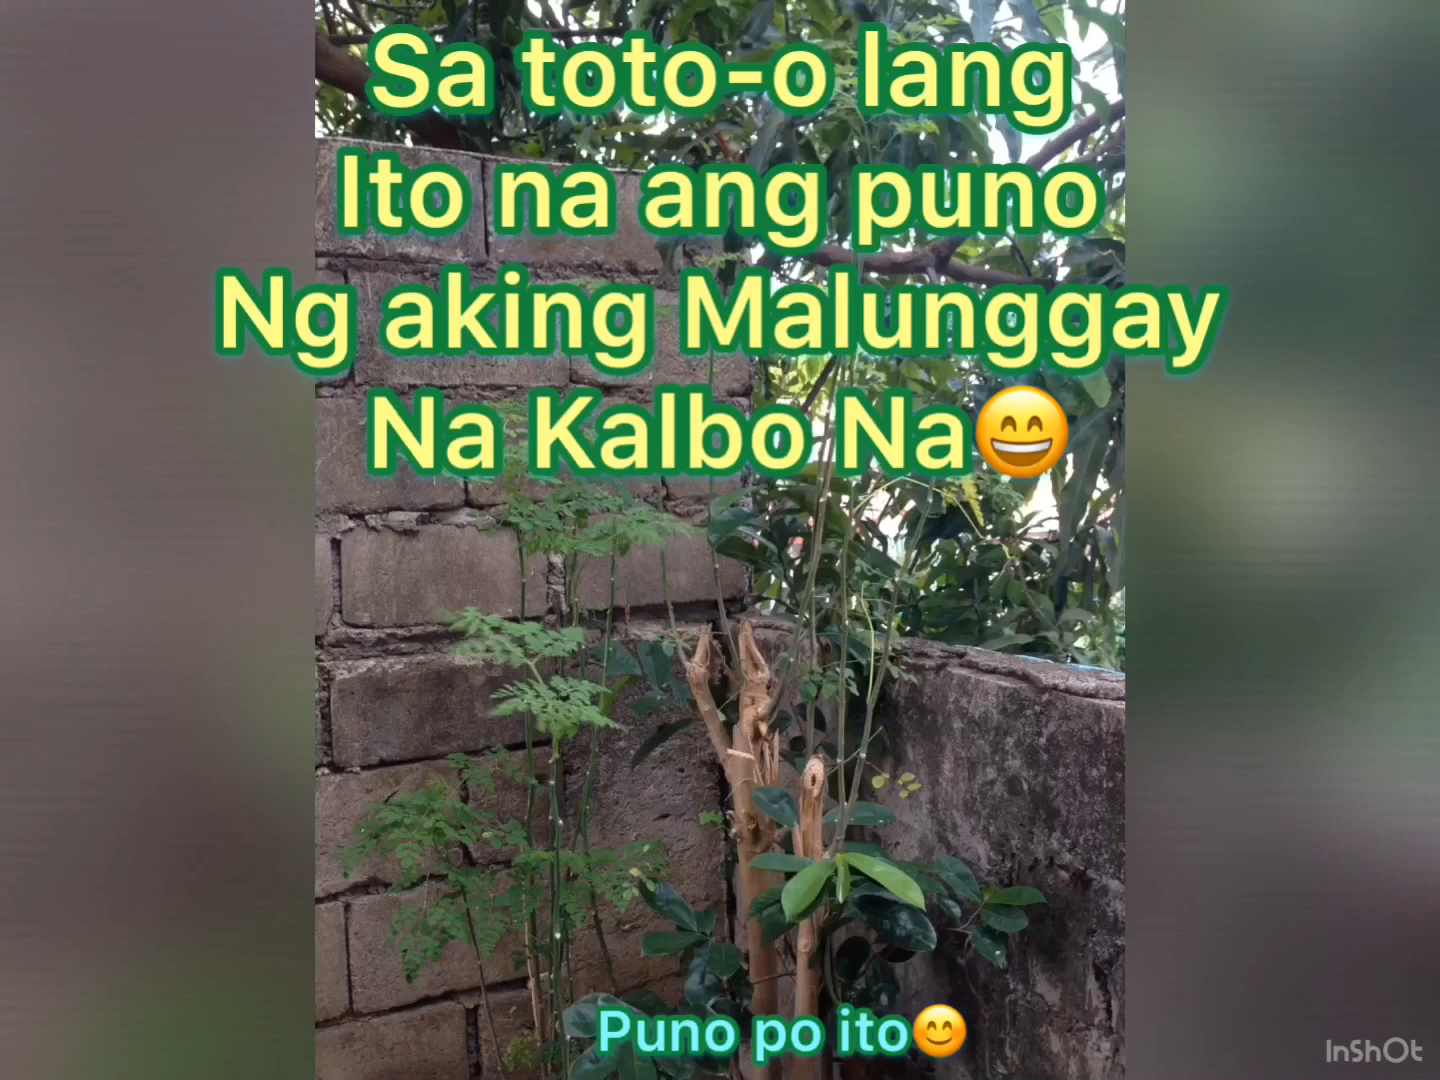 Sa toto-o lang
Ito na ang puno
Ng aking Malunggay
Na Kalbo Na😄
Puno po ito😊
InShOt